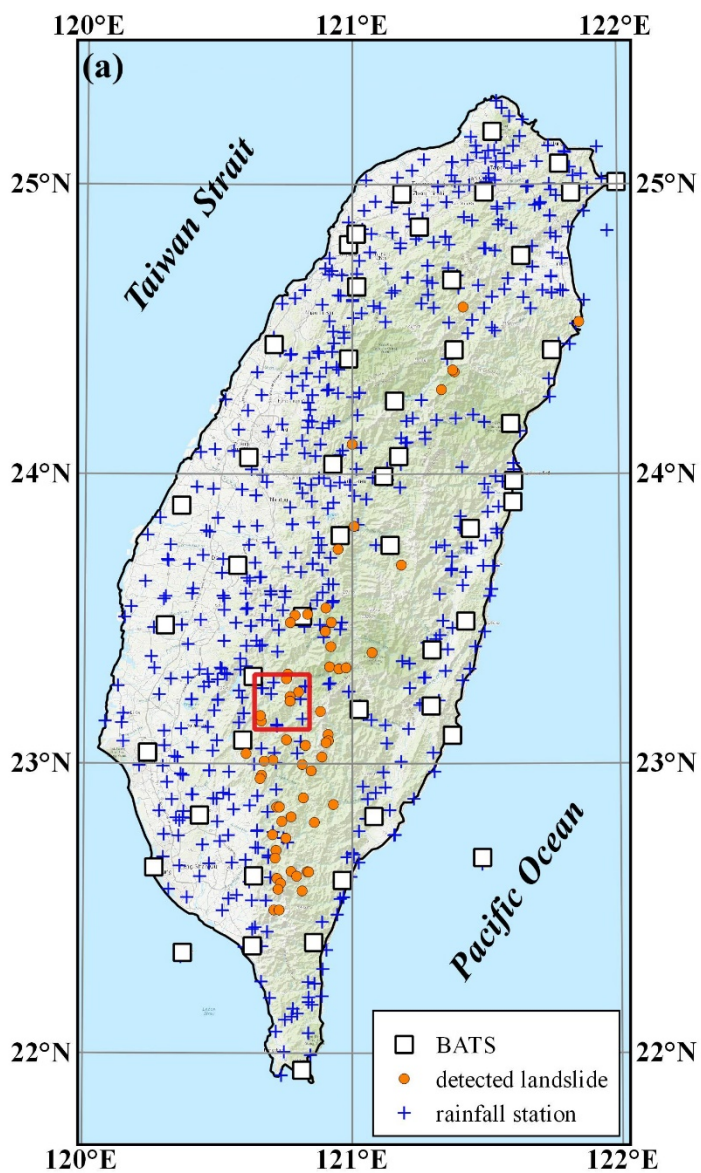 120°E 121°E 122°E
(a)
Taiwan Strait
25°N 25°N
24°N 24°N
23°N 23°N
Pacific Ocean
22°N 22°N
BATS
detected landslide
rainfall station
120°E 121°E 122°E